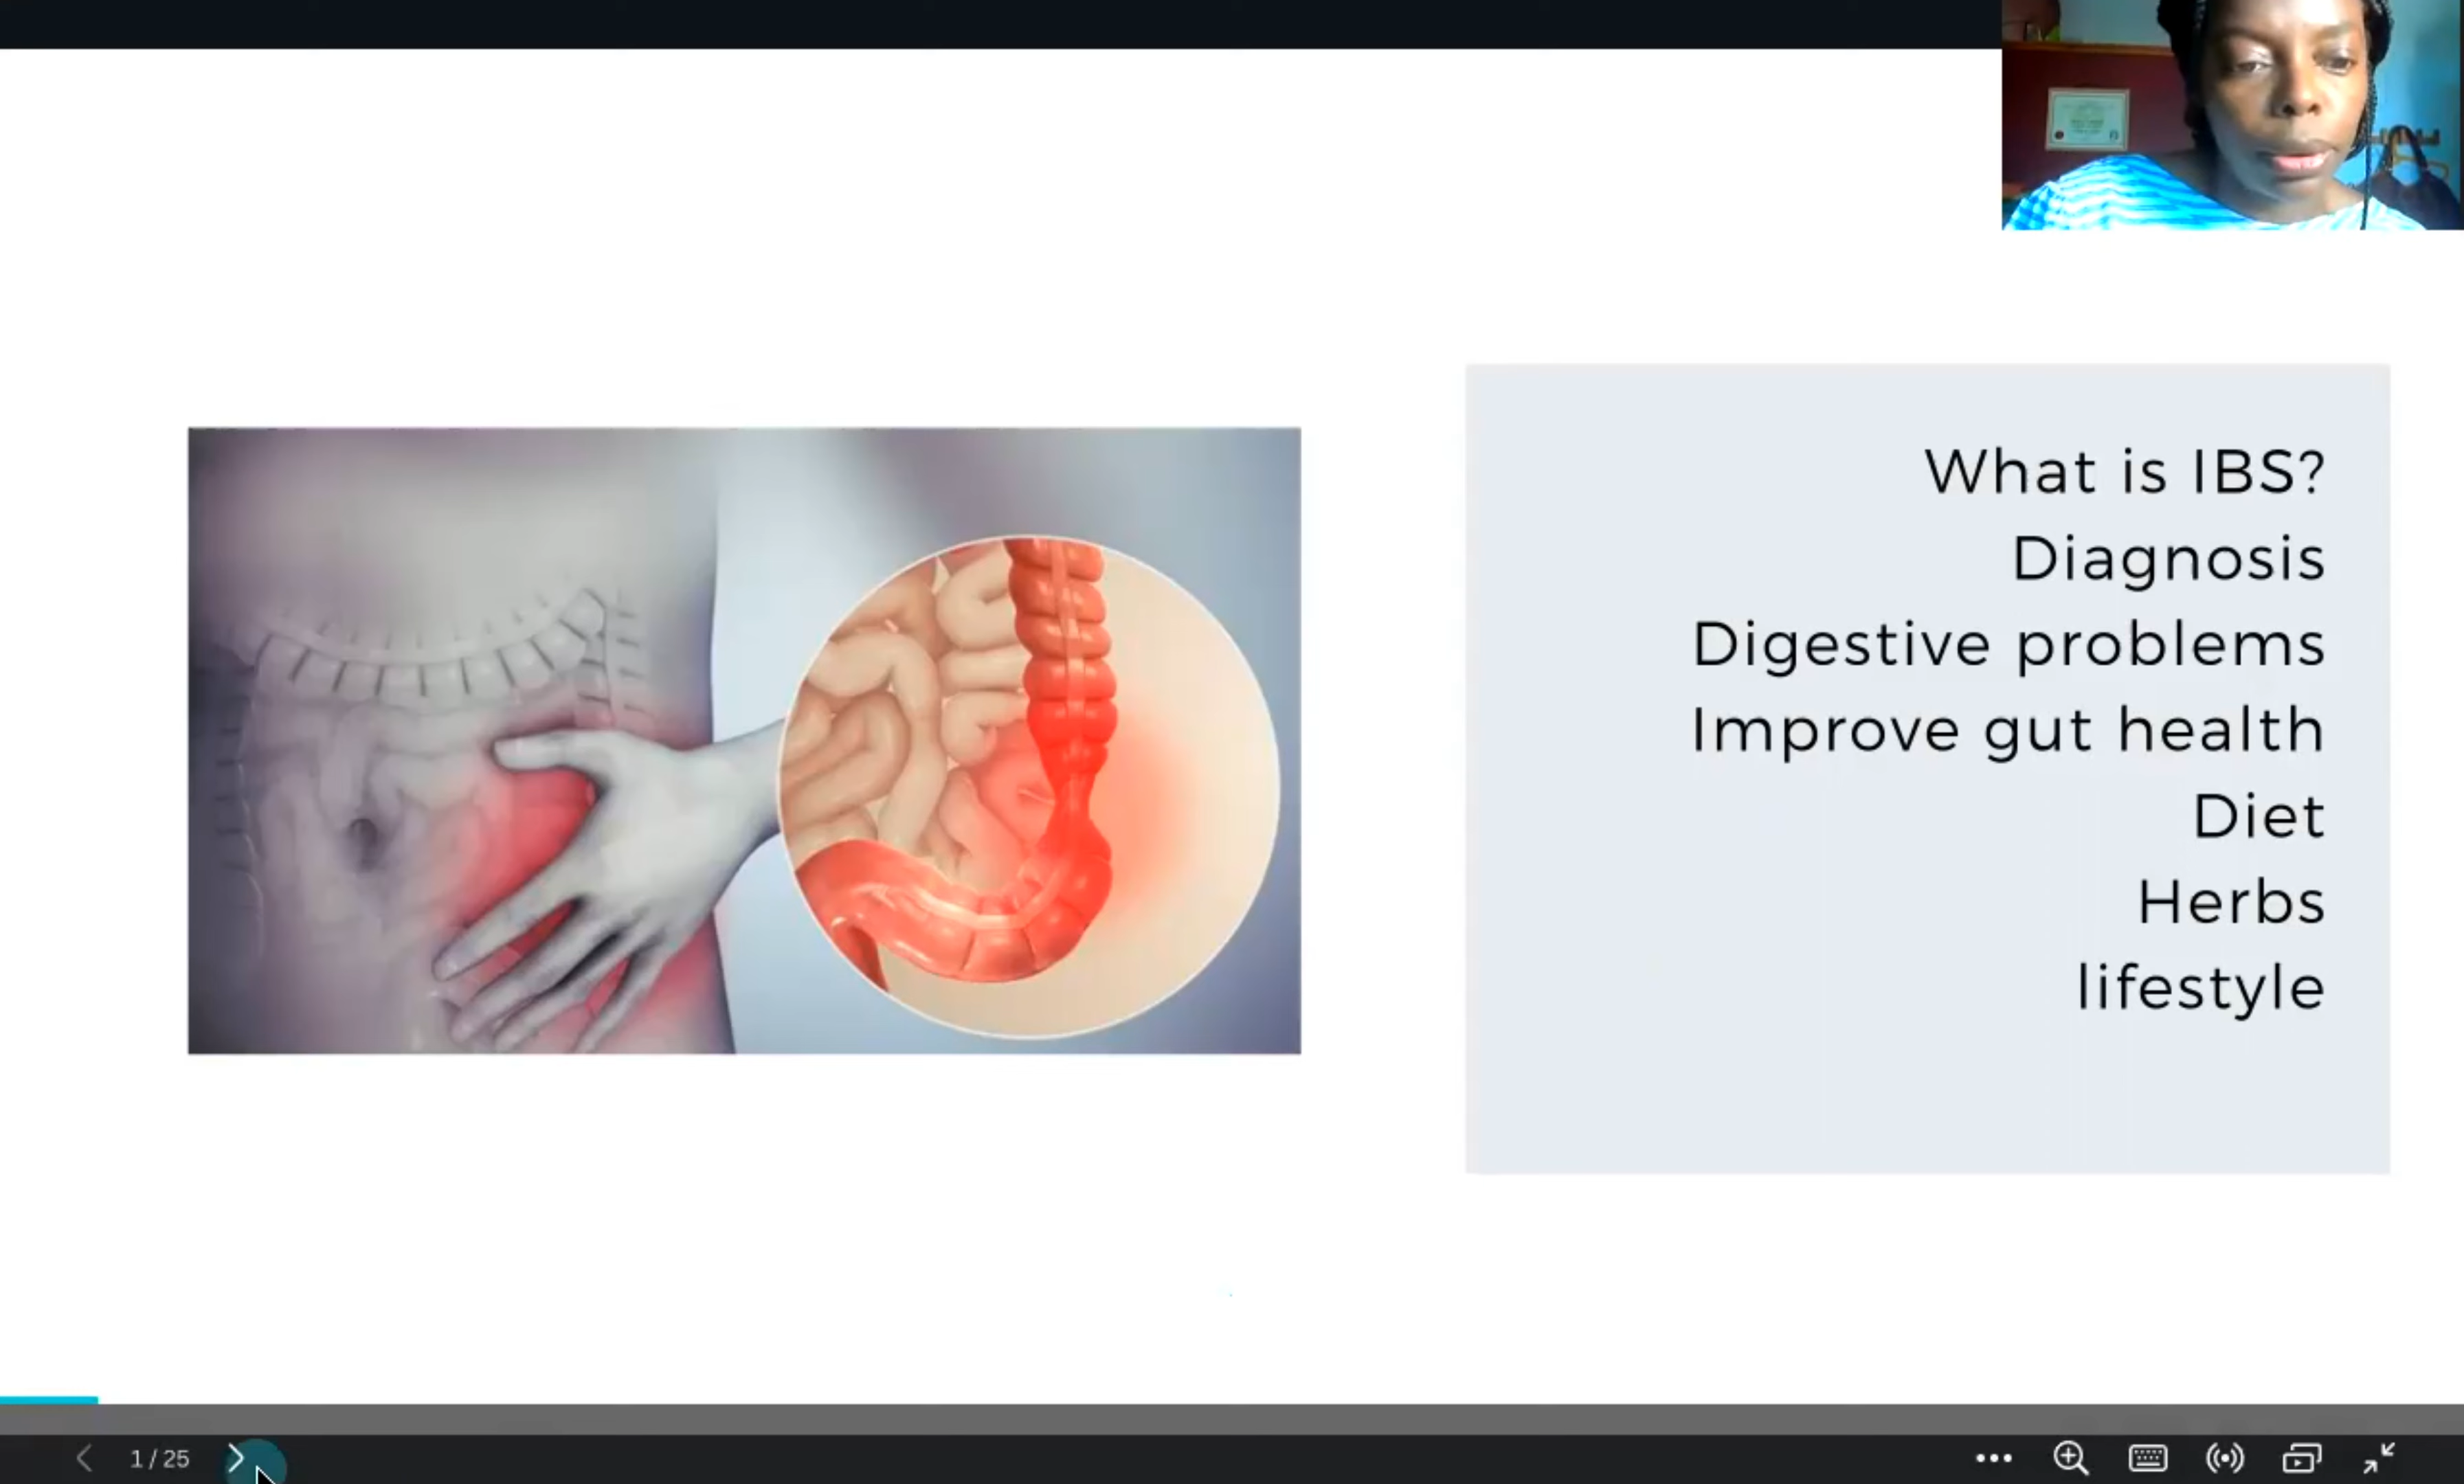 What is IBS?
Diagnosis
Digestive problems
Improve gut health
Diet
Herbs
lifestyle
1 / 25